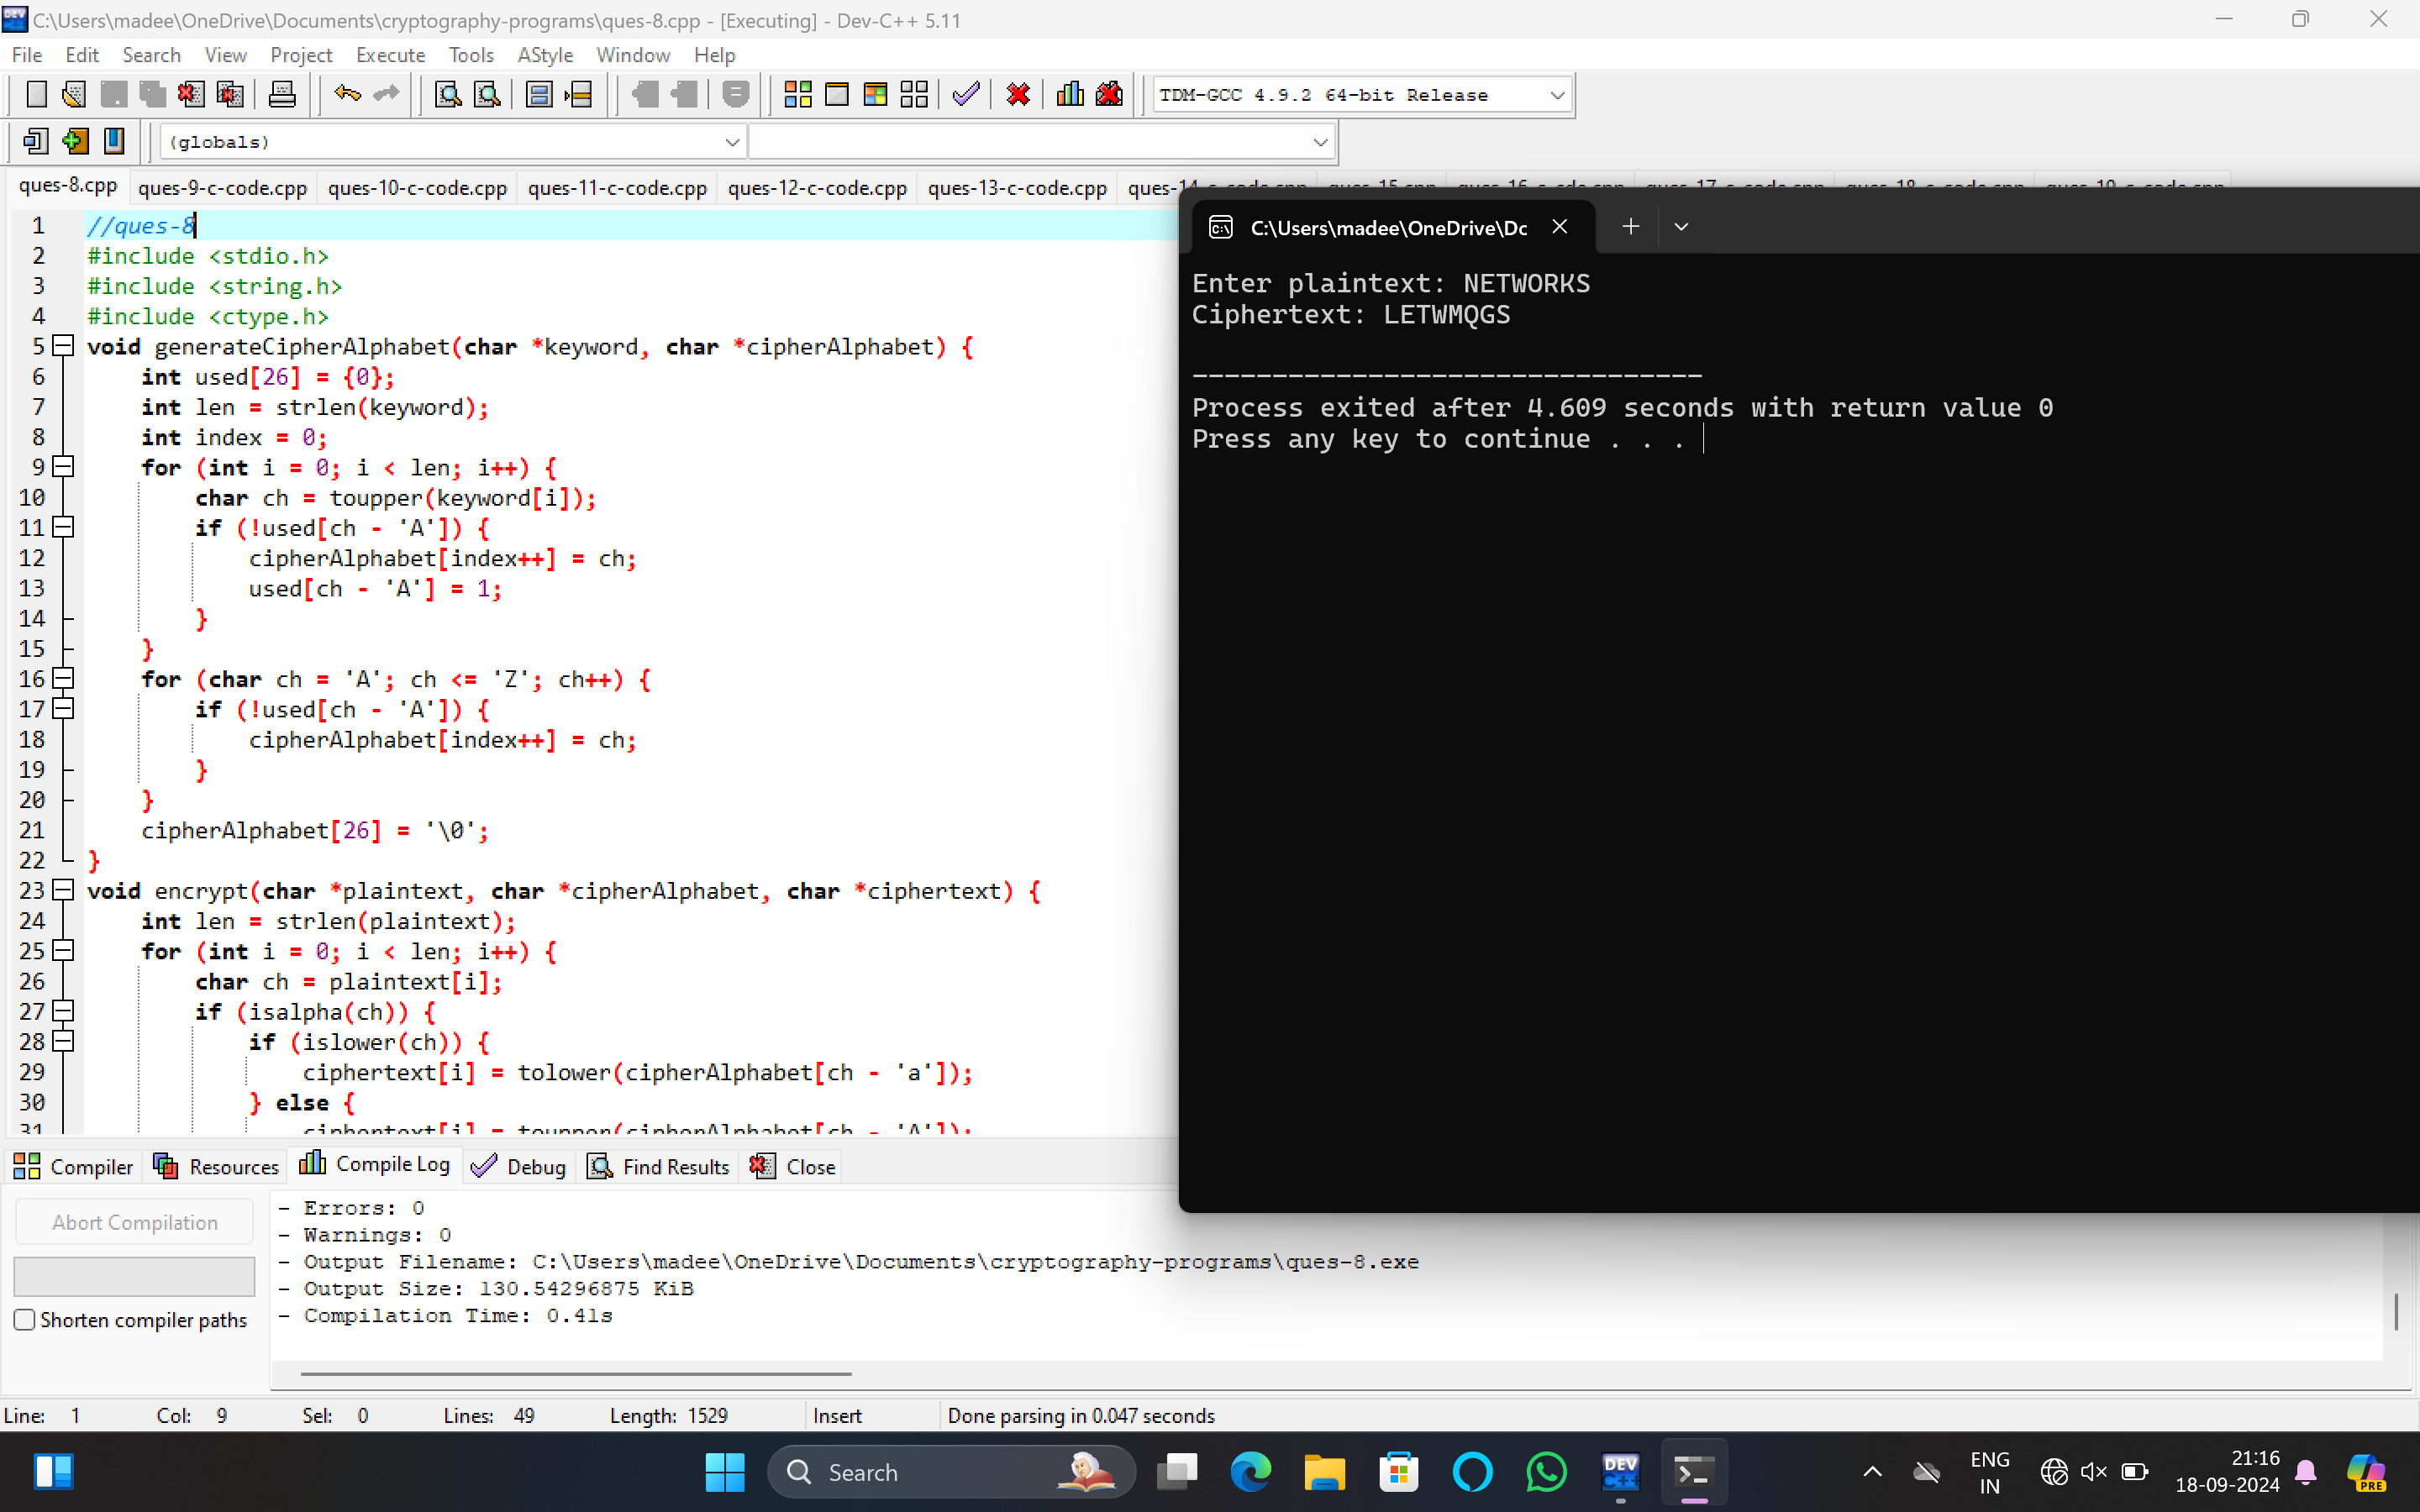 C:\Users\madee\OneDrive\Documents\cryptography-programs\ques-8.cpp - [Executing] - Dev-C++ 5.11
File Edit Search View Project Execute Tools AStyle Window Help
TDM-GCC 4.9.2 64-bit Release
(globals)
ques-8.cpp ques-9-c-code.cpp ques-10-c-code.cpp ques-11-c-code.cpp ques-12-c-code.cpp ques-13-c-code.cpp
1 //ques-8
2 #include <stdio.h>
3 #include <string.h>
4 #include <ctype.h>
5 void generateCipherAlphabet(char *keyword, char *cipherAlphabet) {
6 int used[26] = {0};
7 int len = strlen(keyword);
8 int index = 0;
9 for (int i = 0; i < len; i++) {
10 char ch = toupper(keyword[i]);
11 if (!used[ch - 'A']) {
12 cipherAlphabet[index++] = ch;
13 used[ch - 'A'] = 1;
14 }
15 }
16 for (char ch = 'A'; ch <= 'Z'; ch++) {
17 if (!used[ch - 'A']) {
18 cipherAlphabet[index++] = ch;
19 }
20 }
21 cipherAlphabet[26] = '\0';
22 }
23 void encrypt(char *plaintext, char *cipherAlphabet, char *ciphertext) {
24 int len = strlen(plaintext);
25 for (int i = 0; i < len; i++) {
26 char ch = plaintext[i];
27 if (isalpha(ch)) {
28 if (islower(ch)) {
29 ciphertext[i] = tolower(cipherAlphabet[ch - 'a']);
30 } else {
31 ciphertext[i] = toupper(cipherAlphabet[ch - 'A']);
C:\Users\madee\OneDrive\Dc
Enter plaintext: NETWORKS
Ciphertext: LETWMQGS
--------------------------------
Process exited after 4.609 seconds with return value 0
Press any key to continue . . .
Compiler Resources Compile Log Debug Find Results Close
Abort Compilation
Shorten compiler paths
- Errors: 0
- Warnings: 0
- Output Filename: C:\Users\madee\OneDrive\Documents\cryptography-programs\ques-8.exe
- Output Size: 130.54296875 KiB
- Compilation Time: 0.41s
Line: 1 Col: 9 Sel: 0 Lines: 49 Length: 1529 Insert Done parsing in 0.047 seconds
Search
DEV C++
ENG
IN
21:16
18-09-2024
PRE